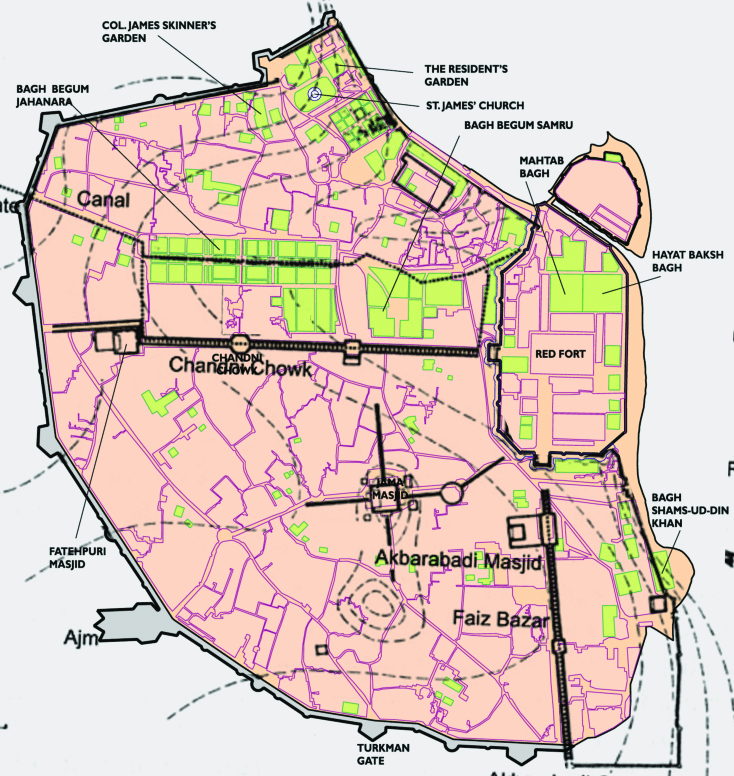 COL. JAMES SKINNER'S
GARDEN
THE RESIDENT'S
GARDEN
BAGH BEGUM
JAHANARA
ST. JAMES' CHURCH
BAGH BEGUM SAMRU
MAHTAB
BAGH
Canal
HAYAT BAKSH
BAGH
CHANDNI
CHOWK
Chandni Chowk
RED FORT
JAMA
MASJID
BAGH
SHAMS-UD-DIN
KHAN
FATEHPURI
MASJID
Akbarabadi Masjid
Faiz Bazar
Ajm
TURKMAN
GATE